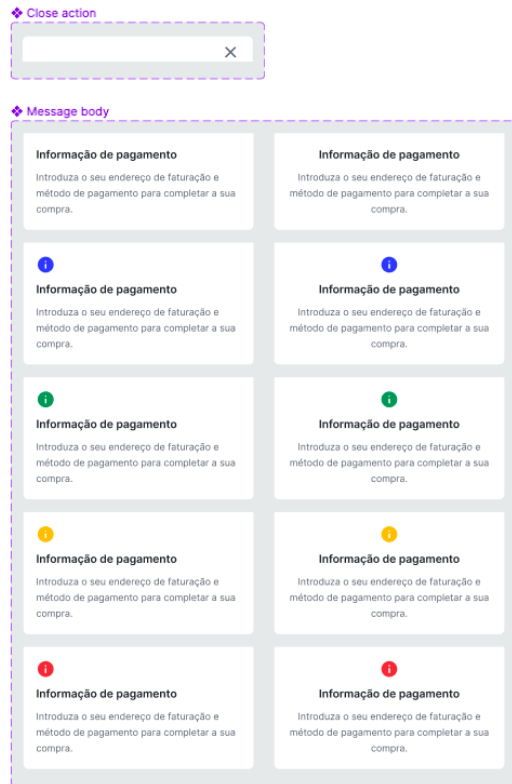 Close action
Message body
Informação de pagamento
Introduza o seu endereço de faturação e
método de pagamento para completar a sua
compra.
Informação de pagamento
Introduza o seu endereço de faturação e
método de pagamento para completar a sua
compra.
Informação de pagamento
Introduza o seu endereço de faturação e
método de pagamento para completar a sua
compra.
Informação de pagamento
Introduza o seu endereço de faturação e
método de pagamento para completar a sua
compra.
Informação de pagamento
Introduza o seu endereço de faturação e
método de pagamento para completar a sua
compra.
Informação de pagamento
Introduza o seu endereço de faturação e
método de pagamento para completar a sua
compra.
Informação de pagamento
Introduza o seu endereço de faturação e
método de pagamento para completar a sua
compra.
Informação de pagamento
Introduza o seu endereço de faturação e
método de pagamento para completar a sua
compra.
Informação de pagamento
Introduza o seu endereço de faturação e
método de pagamento para completar a sua
compra.
Informação de pagamento
Introduza o seu endereço de faturação e
método de pagamento para completar a sua
compra.